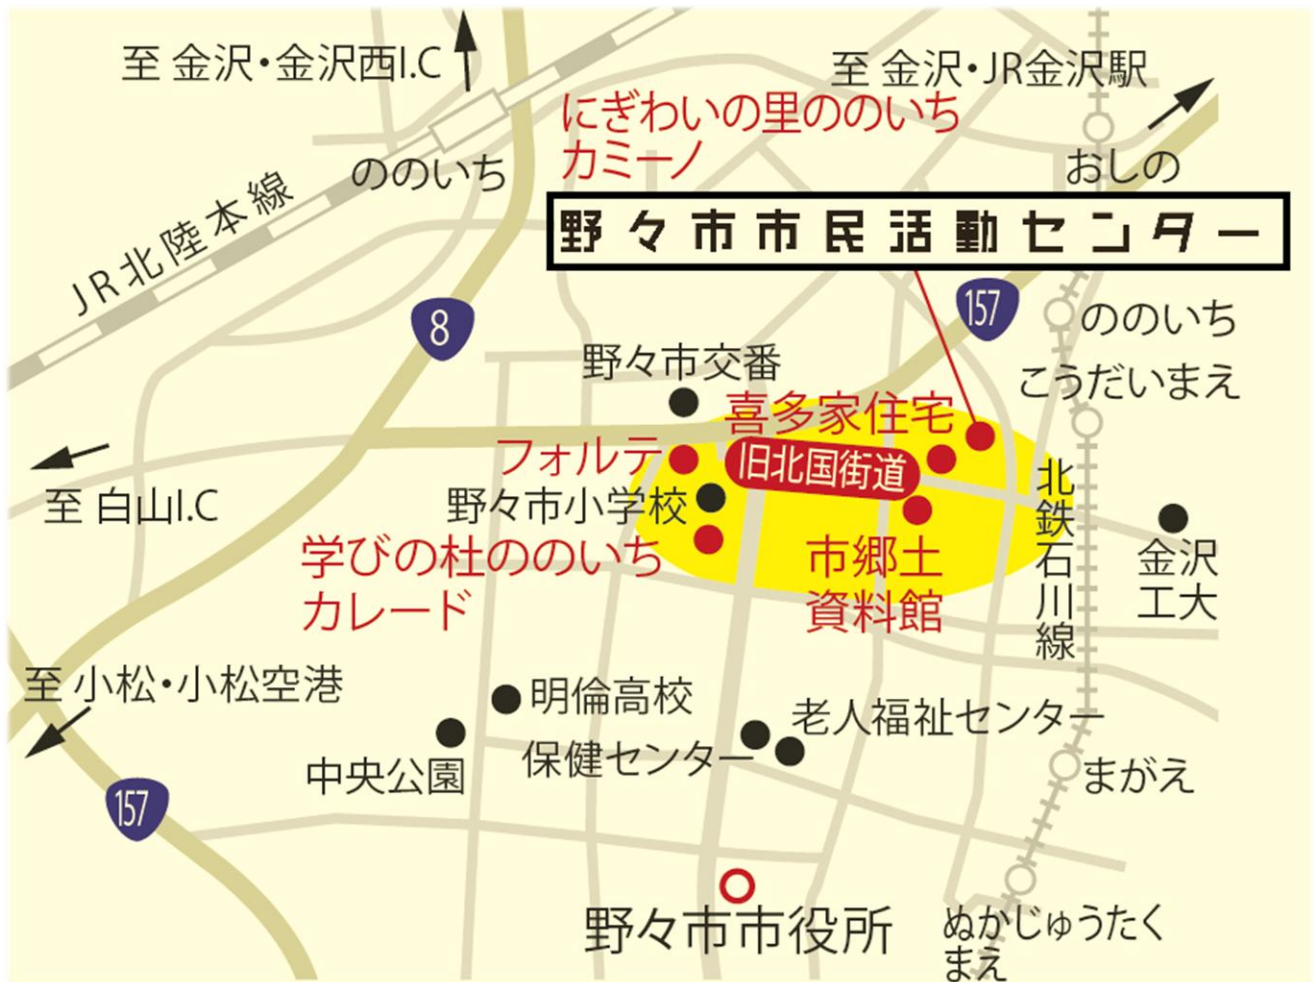 至 金沢・金沢西I.C
至 金沢・JR金沢駅
にぎわいの里ののいち
カミーノ
ののいち
おしの
JR北陸本線
野々市市民活動センター
8
157
ののいち
こうだいまえ
野々市交番
喜多家住宅
フォルテ
旧北国街道
至 白山I.C
野々市小学校
北鉄石川線
学びの杜ののいち
カレード
市郷土
資料館
金沢
工大
至 小松・小松空港
明倫高校
老人福祉センター
保健センター
中央公園
まがえ
157
野々市市役所
ぬかじゅうたく
まえ